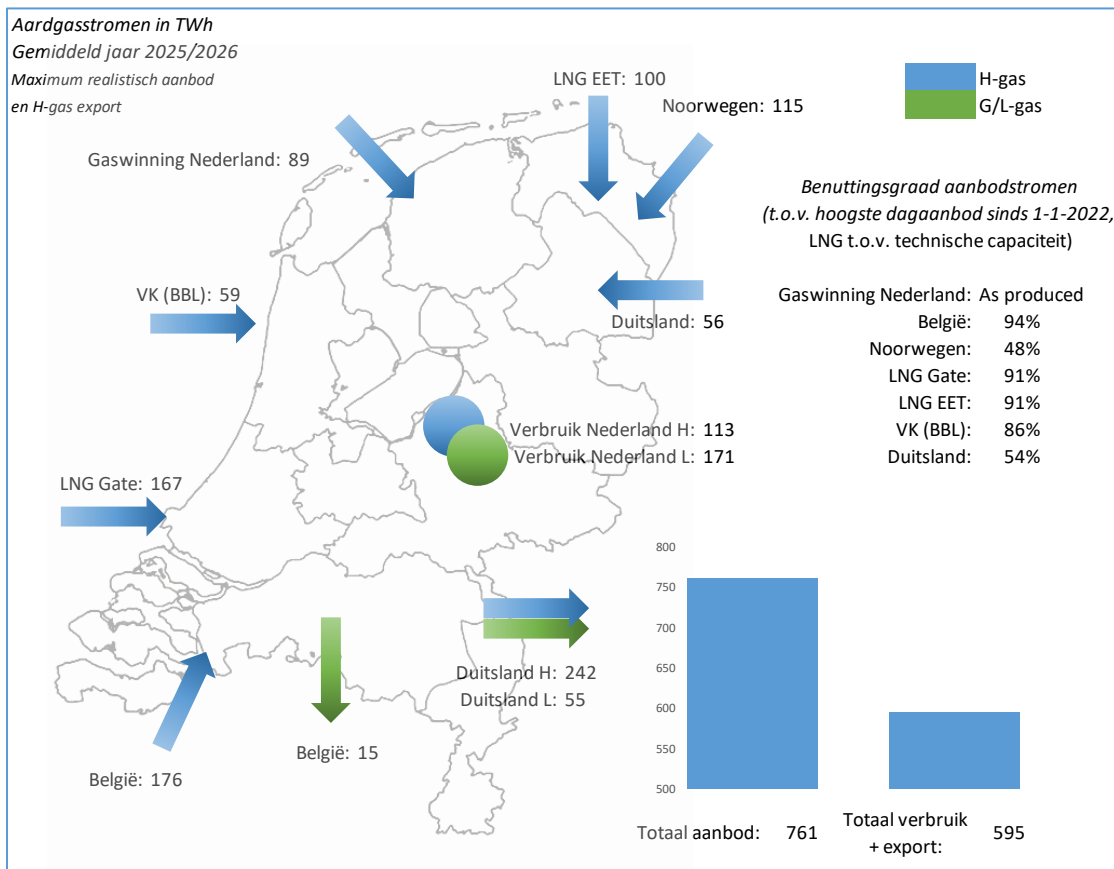 Aardgasstromen in TWh
Gemiddeld jaar 2025/2026
Maximum realistisch aanbod
en H-gas export
LNG EET: 100
Noorwegen: 115
H-gas
G/L-gas
Gaswinning Nederland: 89
Benuttingsgraad aanbodstromen
(t.o.v. hoogste dagaanbod sinds 1-1-2022,
LNG t.o.v. technische capaciteit)
Gaswinning Nederland: As produced
België: 94%
Noorwegen: 48%
LNG Gate: 91%
LNG EET: 91%
VK (BBL): 86%
Duitsland: 54%
VK (BBL): 59
Duitsland: 56
Verbruik Nederland H: 113
Verbruik Nederland L: 171
LNG Gate: 167
Duitsland H: 242
Duitsland L: 55
België: 15
België: 176
800
750
700
650
600
550
500
Totaal aanbod: 761
Totaal verbruik
+ export: 595